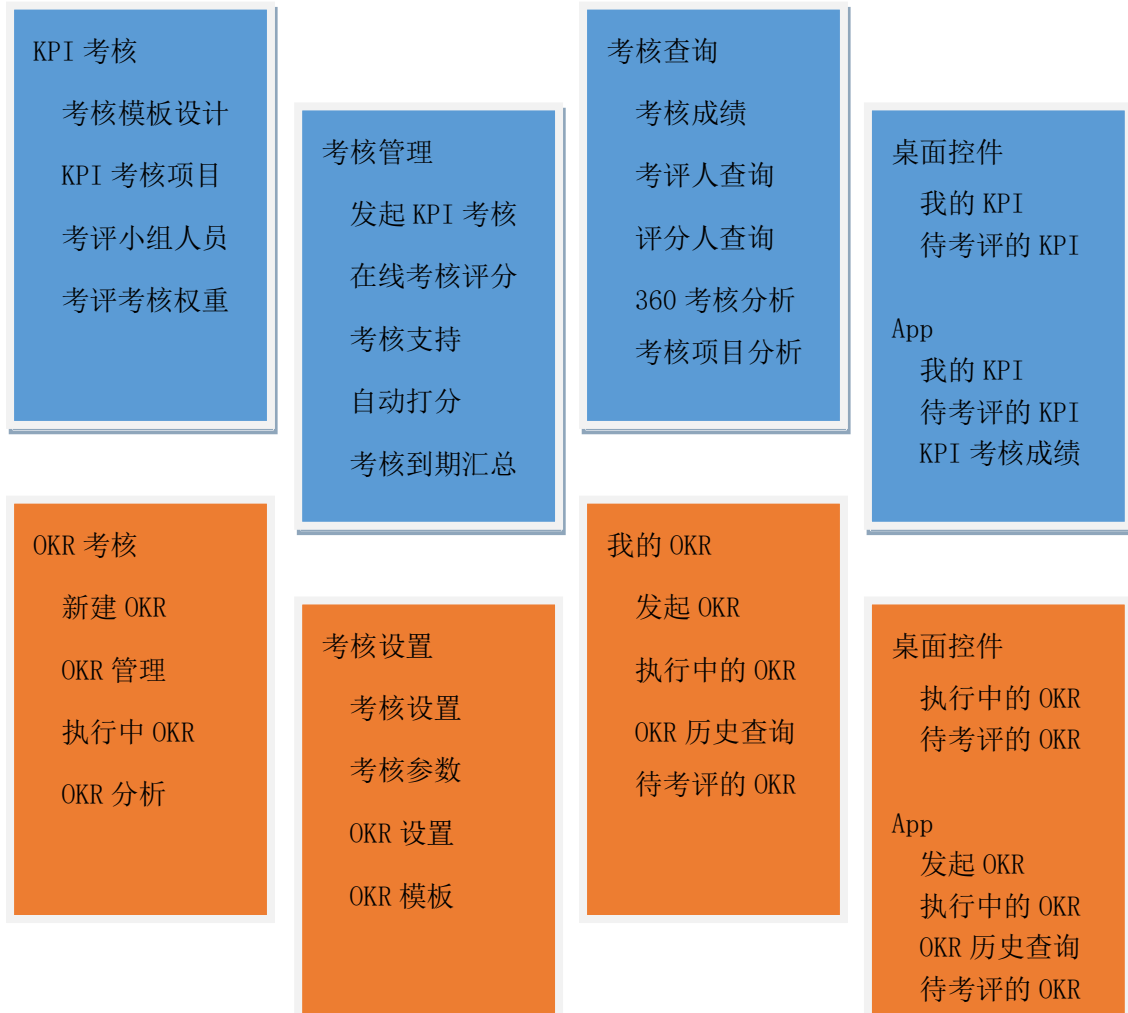 KPI 考核
考核模板设计
KPI 考核项目
考评小组人员
考评考核权重
考核管理
发起 KPI 考核
在线考核评分
考核支持
自动打分
考核到期汇总
考核查询
考核成绩
考评人查询
评分人查询
360 考核分析
考核项目分析
桌面控件
我的 KPI
待考评的 KPI
App
我的 KPI
待考评的 KPI
KPI 考核成绩
OKR 考核
新建 OKR
OKR 管理
执行中 OKR
OKR 分析
考核设置
考核设置
考核参数
OKR 设置
OKR 模板
我的 OKR
发起 OKR
执行中的 OKR
OKR 历史查询
待考评的 OKR
桌面控件
执行中的 OKR
待考评的 OKR
App
发起 OKR
执行中的 OKR
OKR 历史查询
待考评的 OKR